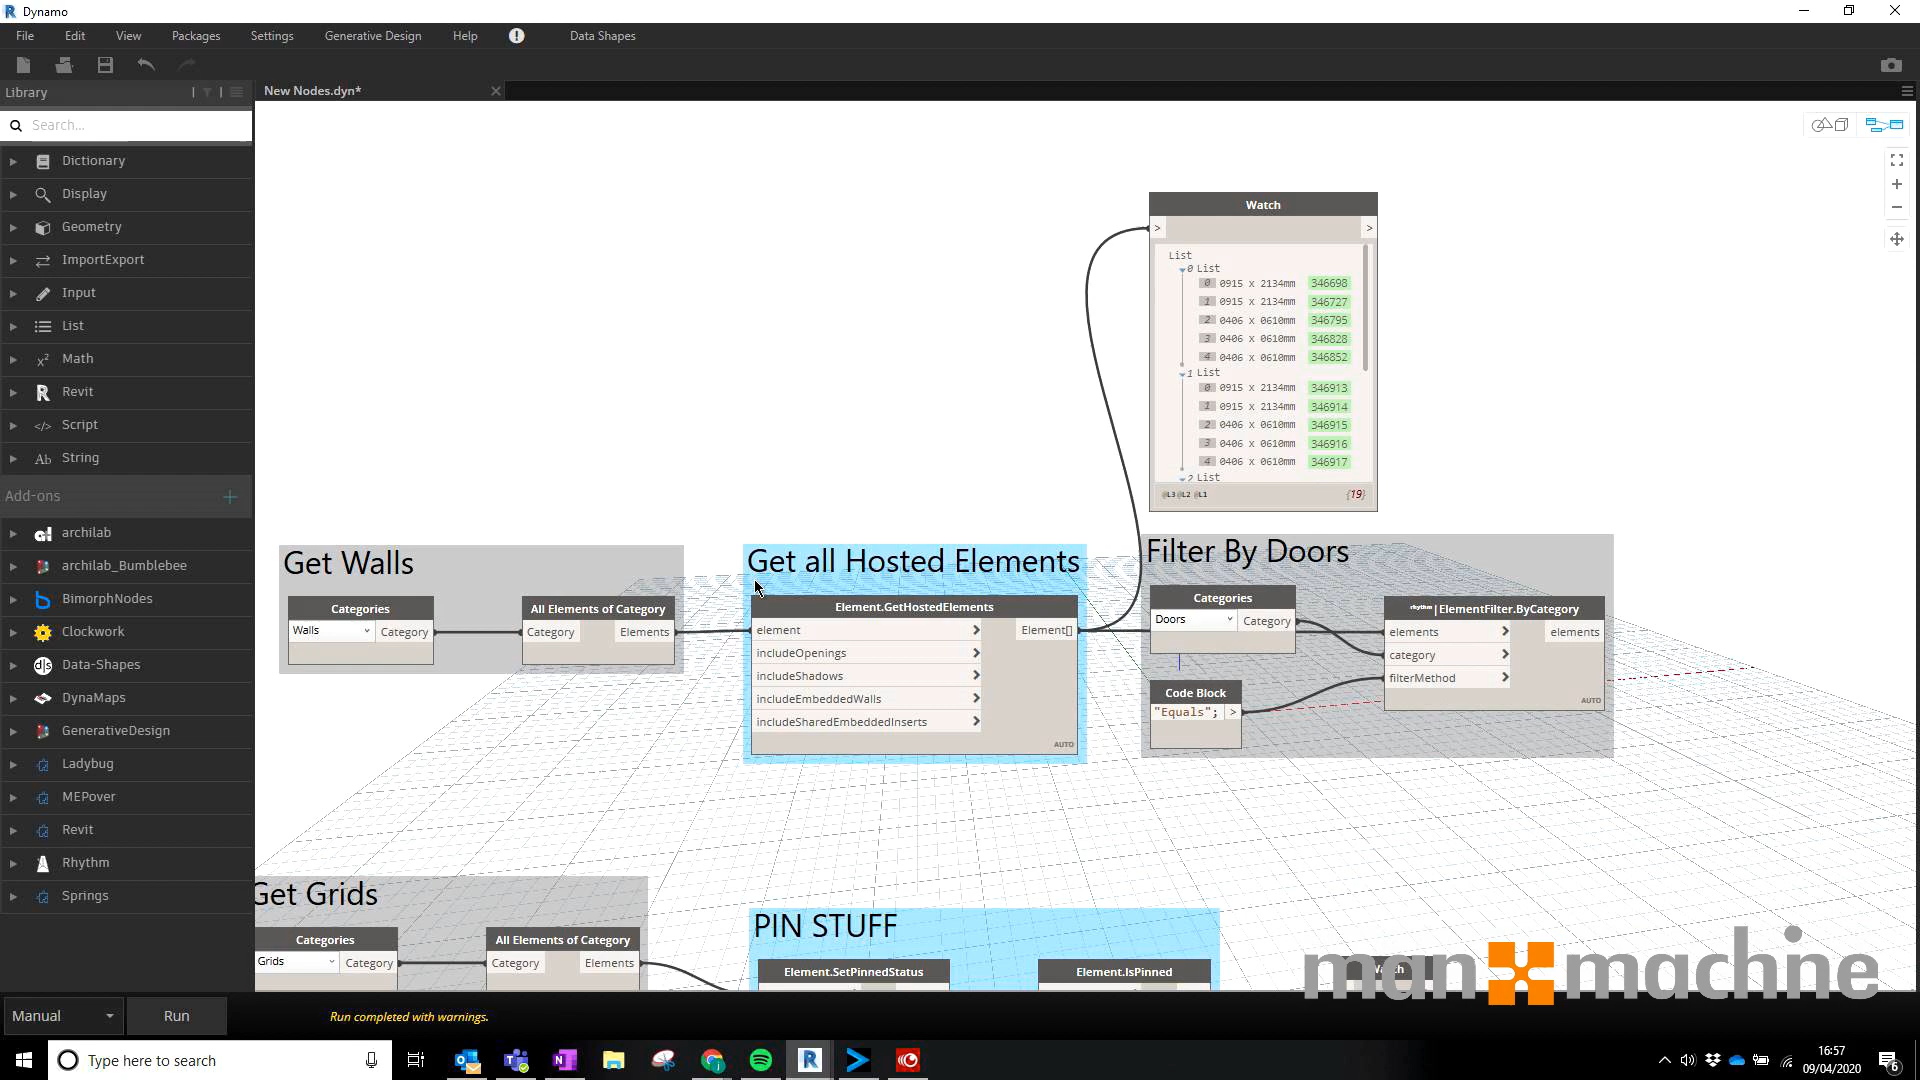 Dynamo
File Edit View Packages Settings Generative Design Help Data Shapes
Library
New Nodes.dyn*
Search...
Dictionary
Display
Geometry
ImportExport
Input
List
Math
Revit
Script
String
Add-ons
archilab
archilab_Bumblebee
BimorphNodes
Clockwork
Data-Shapes
DynaMaps
GenerativeDesign
Ladybug
MEPover
Revit
Rhythm
Springs
Watch
> >
List
0 List
0 0915 x 2134mm 346698
1 0915 x 2134mm 346727
2 0406 x 0610mm 346795
3 0406 x 0610mm 346828
4 0406 x 0610mm 346852
1 List
0 0915 x 2134mm 346913
1 0915 x 2134mm 346914
2 0406 x 0610mm 346915
3 0406 x 0610mm 346916
4 0406 x 0610mm 346917
2 List
@L3 @L2 @L1 {19}
Get Walls
Categories
Walls Category
All Elements of Category
Category Elements
Get all Hosted Elements
Element.GetHostedElements
element Element[]
includeOpenings
includeShadows
includeEmbeddedWalls
includeSharedEmbeddedInserts
AUTO
Filter By Doors
Categories
Doors Category
Code Block
"Equals"; >
rhythm|ElementFilter.ByCategory
elements elements
category
filterMethod
AUTO
Get Grids
Categories
Grids Category
All Elements of Category
Category Elements
PIN STUFF
Element.SetPinnedStatus
Element.IsPinned
man machine
Manual Run
Run completed with warnings.
Type here to search
16:57
09/04/2020
6